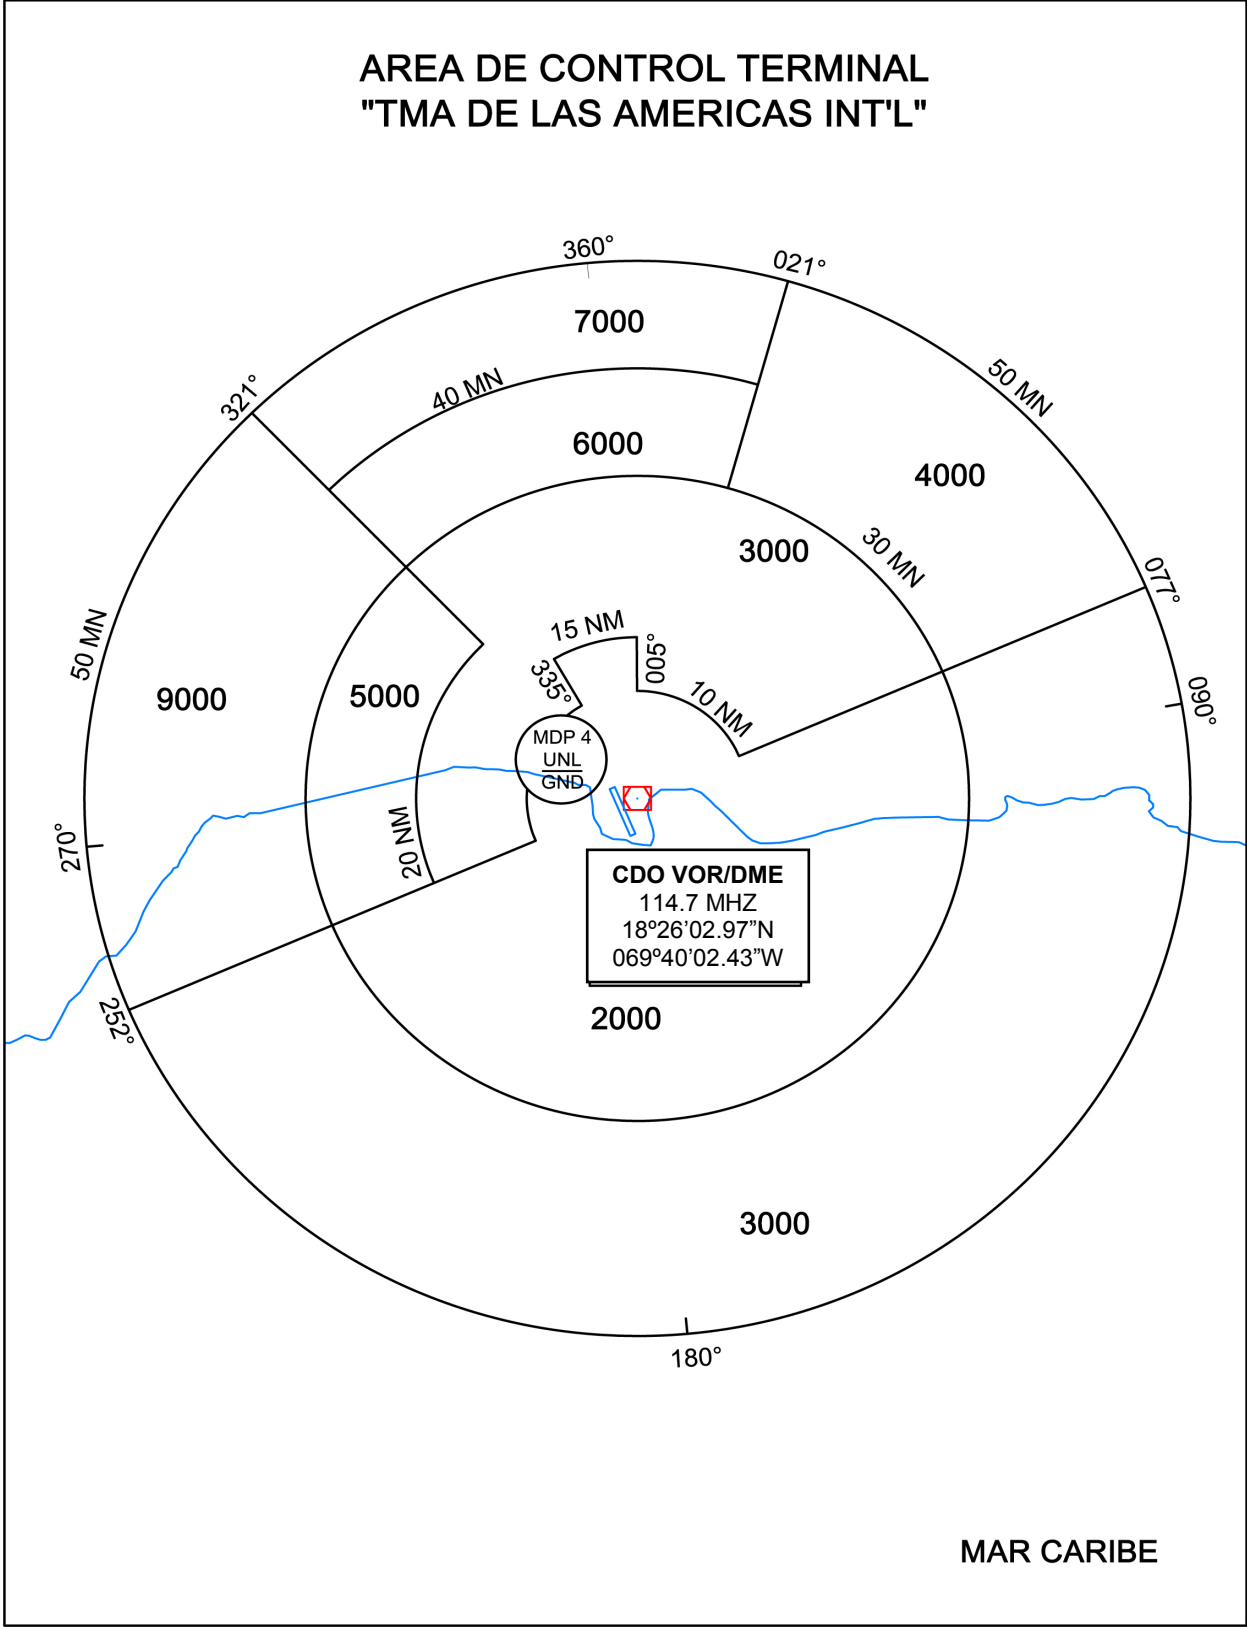 AREA DE CONTROL TERMINAL
"TMA DE LAS AMERICAS INT'L"
360°
021°
7000
50 MN
321°
40 MN
6000
4000
3000
30 MN
077°
50 MN
15 NM
005°
335°
10 NM
090°
9000
5000
MDP 4
UNL
GND
20 NM
270°
CDO VOR/DME
114.7 MHZ
18º26’02.97”N
069º40’02.43”W
252°
2000
3000
180°
MAR CARIBE